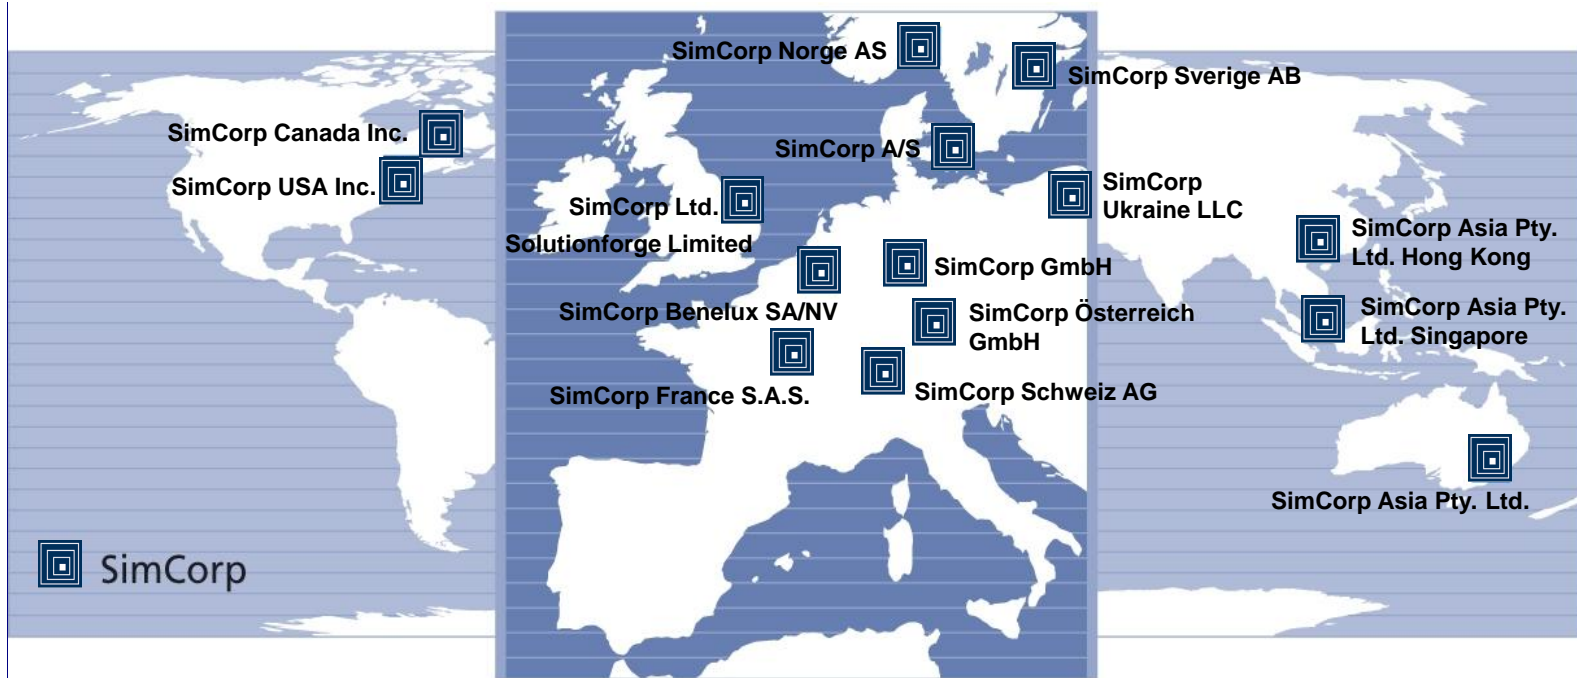 SimCorp Norge AS
SimCorp Sverige AB
SimCorp Canada Inc.
SimCorp A/S
SimCorp USA Inc.
SimCorp
Ukraine LLC
SimCorp Ltd.
Solutionforge Limited
SimCorp Asia Pty.
Ltd. Hong Kong
SimCorp GmbH
SimCorp Benelux SA/NV
SimCorp Österreich
GmbH
SimCorp Asia Pty.
Ltd. Singapore
SimCorp France S.A.S.
SimCorp Schweiz AG
SimCorp Asia Pty. Ltd.
SimCorp